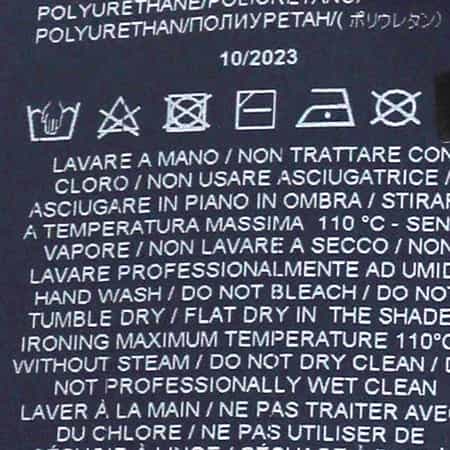 POLYURETHANE/POLIURETANO/
POLYURETHAN/ПОЛИУРЕТАН/( ポリウレタン)
10/2023
LAVARE A MANO / NON TRATTARE CON
CLORO / NON USARE ASCIUGATRICE /
ASCIUGARE IN PIANO IN OMBRA / STIRAR
A TEMPERATURA MASSIMA 110 °C - SEN
VAPORE / NON LAVARE A SECCO / NON
LAVARE PROFESSIONALMENTE AD UMID
HAND WASH / DO NOT BLEACH / DO NOT
TUMBLE DRY / FLAT DRY IN THE SHADE
IRONING MAXIMUM TEMPERATURE 110°C
WITHOUT STEAM / DO NOT DRY CLEAN / D
NOT PROFESSIONALLY WET CLEAN
LAVER À LA MAIN / NE PAS TRAITER AVEC
DU CHLORE / NE PAS UTILISER DE